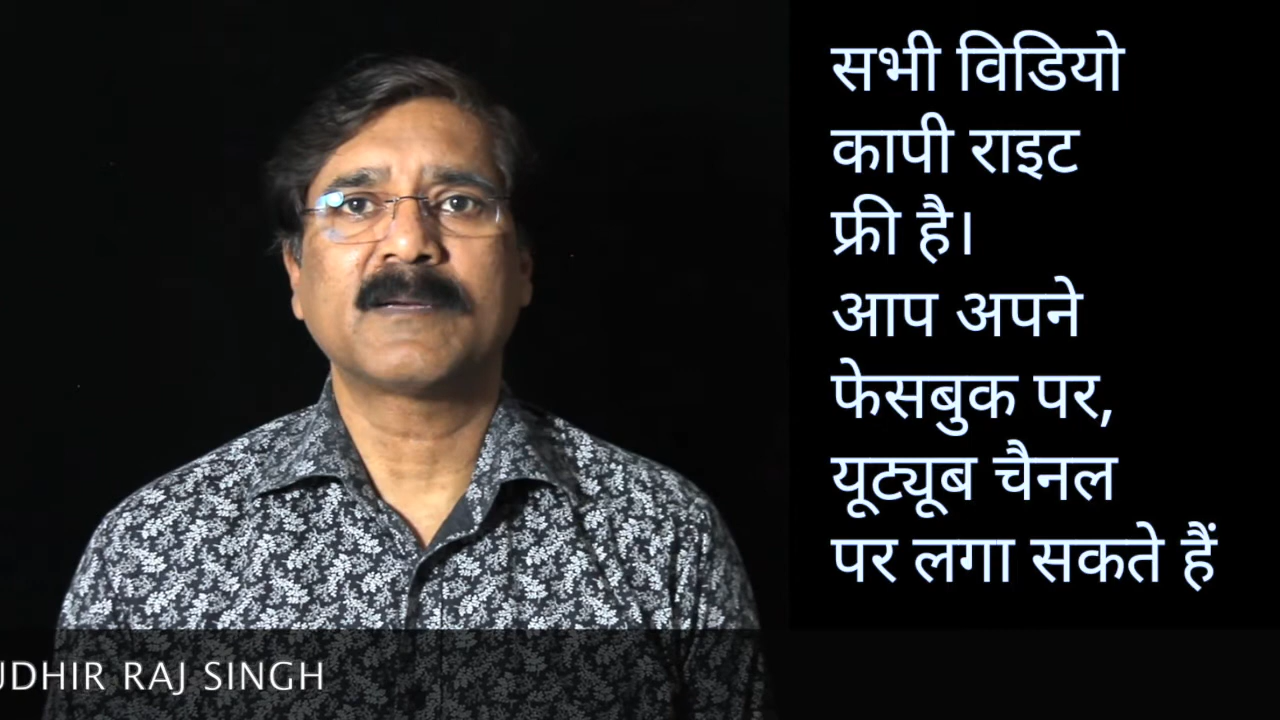 सभी विडियो
कापी राइट
फ्री है।
आप अपने
फेसबुक पर,
यूट्यूब चैनल
पर लगा सकते हैं
UDHIR RAJ SINGH